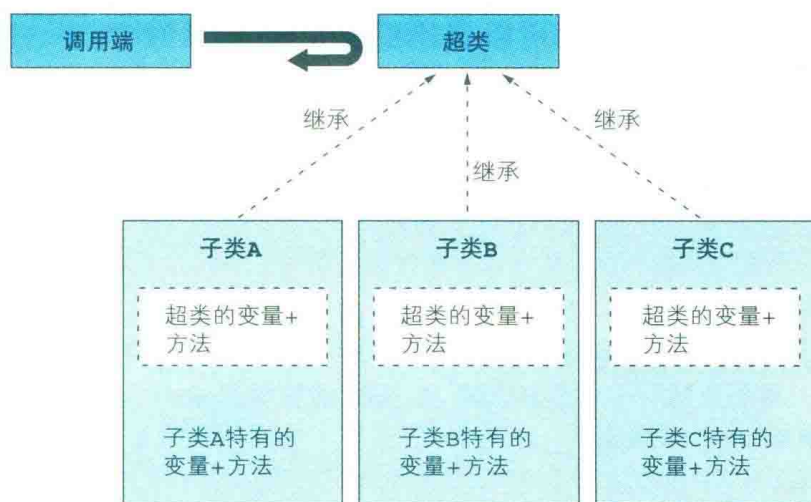 调用端
超类
继承
继承
继承
子类A
子类B
子类C
超类的变量+
方法
超类的变量+
方法
超类的变量+
方法
子类A特有的
变量+方法
子类B特有的
变量+方法
子类C特有的
变量+方法